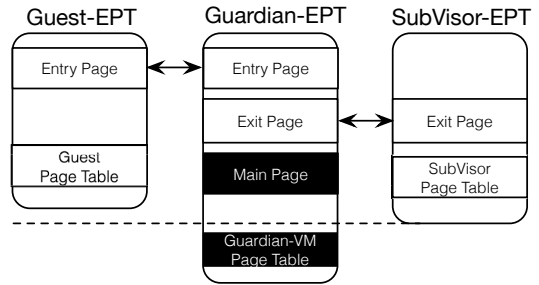 Guest-EPT
Guardian-EPT
SubVisor-EPT
Entry Page
Entry Page
Exit Page
Exit Page
Guest
Page Table
Main Page
SubVisor
Page Table
Guardian-VM
Page Table